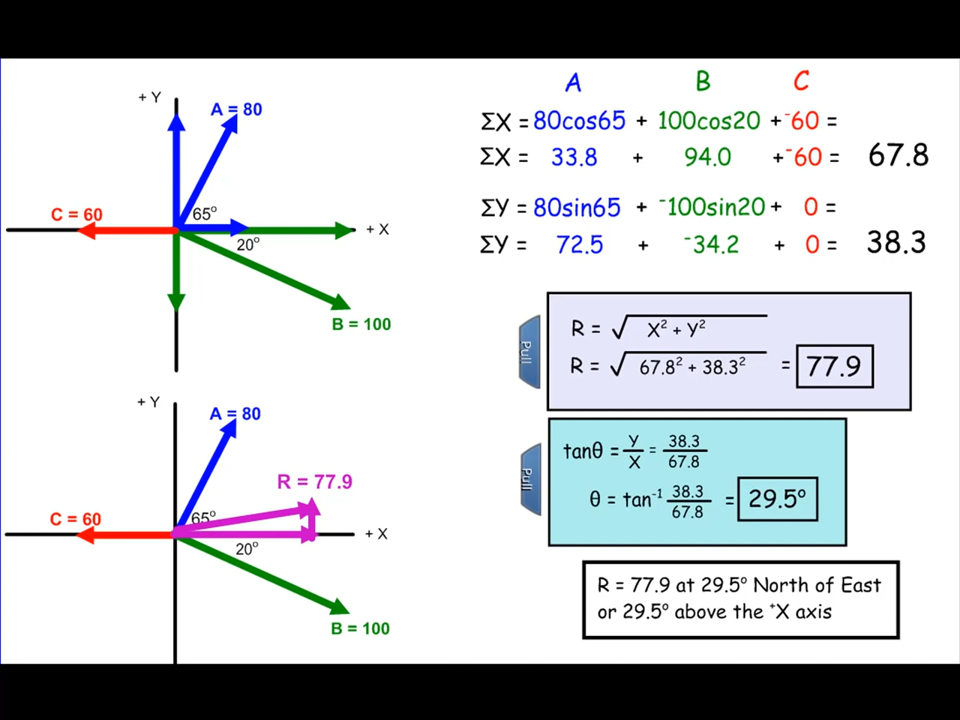 + Y
A = 80
C = 60
65°
20°
+ X
B = 100
A B C
ΣX = 80cos65 + 100cos20 + ⁻60 =
ΣX = 33.8 + 94.0 + ⁻60 = 67.8
ΣY = 80sin65 + ⁻100sin20 + 0 =
ΣY = 72.5 + ⁻34.2 + 0 = 38.3
Pull
R = √ X² + Y²
R = √ 67.8² + 38.3² = 77.9
+ Y
A = 80
R = 77.9
C = 60
65°
20°
+ X
B = 100
Pull
tanθ = Y/X = 38.3/67.8
θ = tan⁻¹ 38.3/67.8 = 29.5°
R = 77.9 at 29.5° North of East
or 29.5° above the ⁺X axis